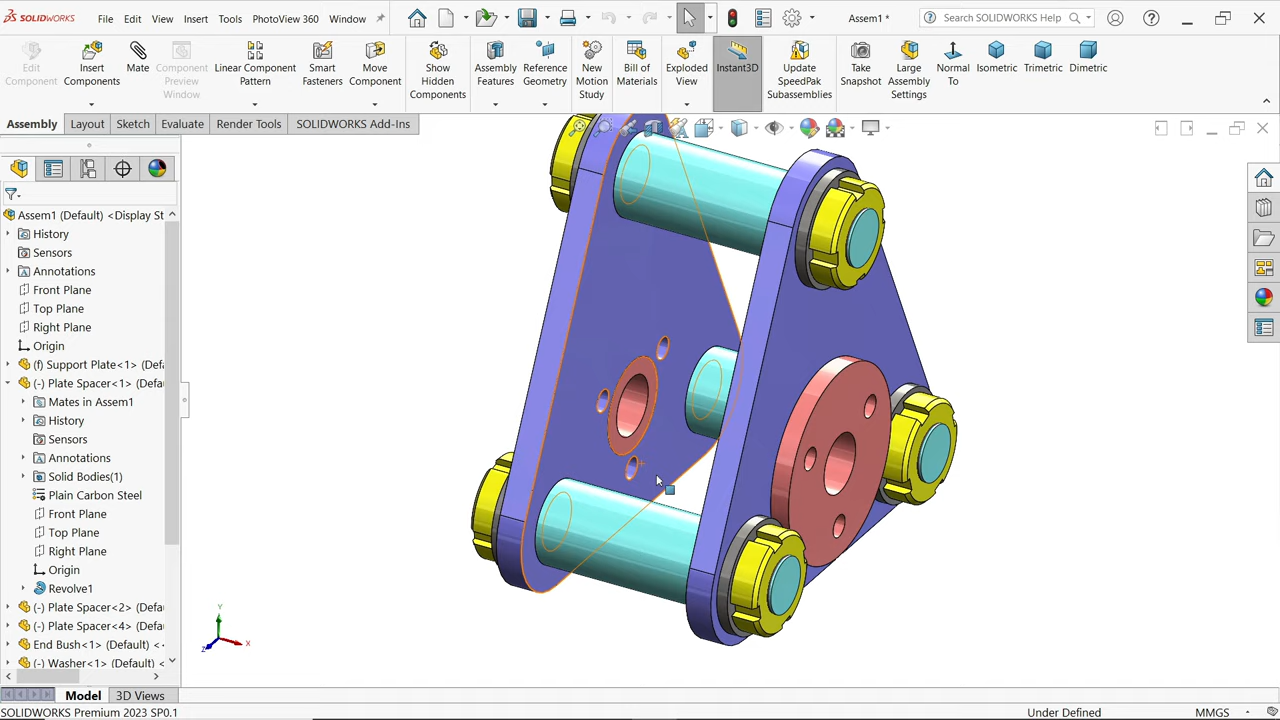 SOLIDWORKS File Edit View Insert Tools PhotoView 360 Window Assem1 * Search SOLIDWORKS Help
Edit Component
Insert Components
Mate
Component Preview Window
Linear Component Pattern
Smart Fasteners
Move Component
Show Hidden Components
Assembly Features
Reference Geometry
New Motion Study
Bill of Materials
Exploded View
Instant3D
Update SpeedPak Subassemblies
Take Snapshot
Large Assembly Settings
Normal To
Isometric
Trimetric
Dimetric
Assembly Layout Sketch Evaluate Render Tools SOLIDWORKS Add-Ins
Assem1 (Default) <Display St
History
Sensors
Annotations
Front Plane
Top Plane
Right Plane
Origin
(f) Support Plate<1> (Def
(-) Plate Spacer<1> (Defa
Mates in Assem1
History
Sensors
Annotations
Solid Bodies(1)
Plain Carbon Steel
Front Plane
Top Plane
Right Plane
Origin
Revolve1
(-) Plate Spacer<2> (Defa
(-) Plate Spacer<4> (Defa
End Bush<1> (Default) <<
(-) Washer<1> (Default) <
Y
X
Z
Model 3D Views
SOLIDWORKS Premium 2023 SP0.1 Under Defined MMGS